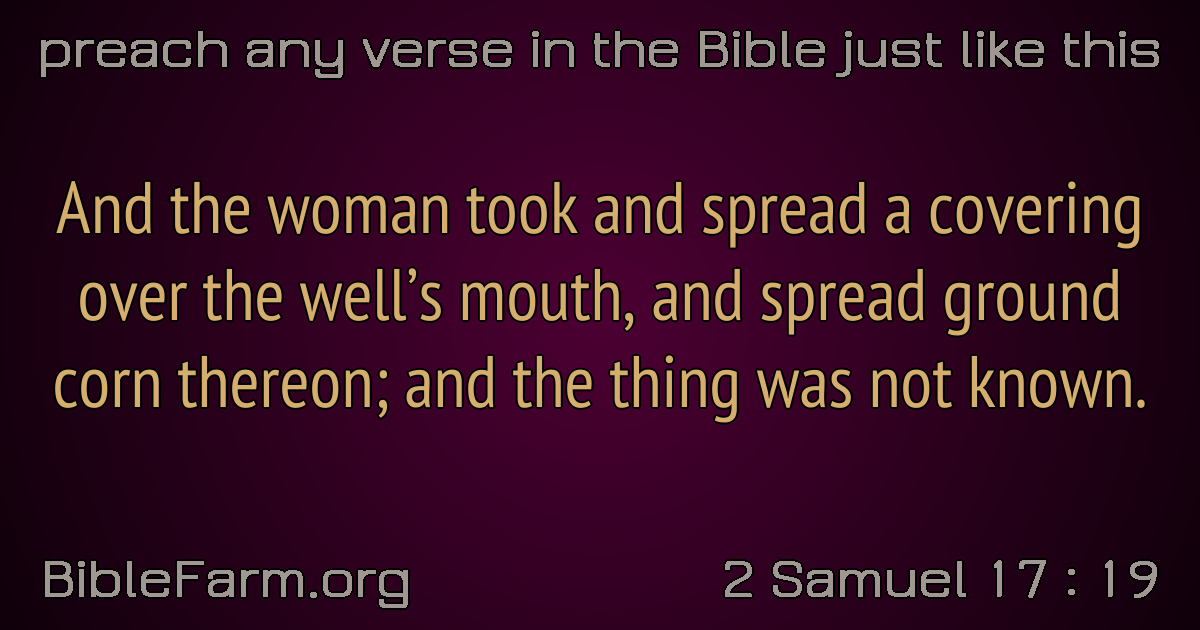 preach any verse in the Bible just like this
And the woman took and spread a covering
over the well’s mouth, and spread ground
corn thereon; and the thing was not known.
BibleFarm.org
2 Samuel 17 : 19